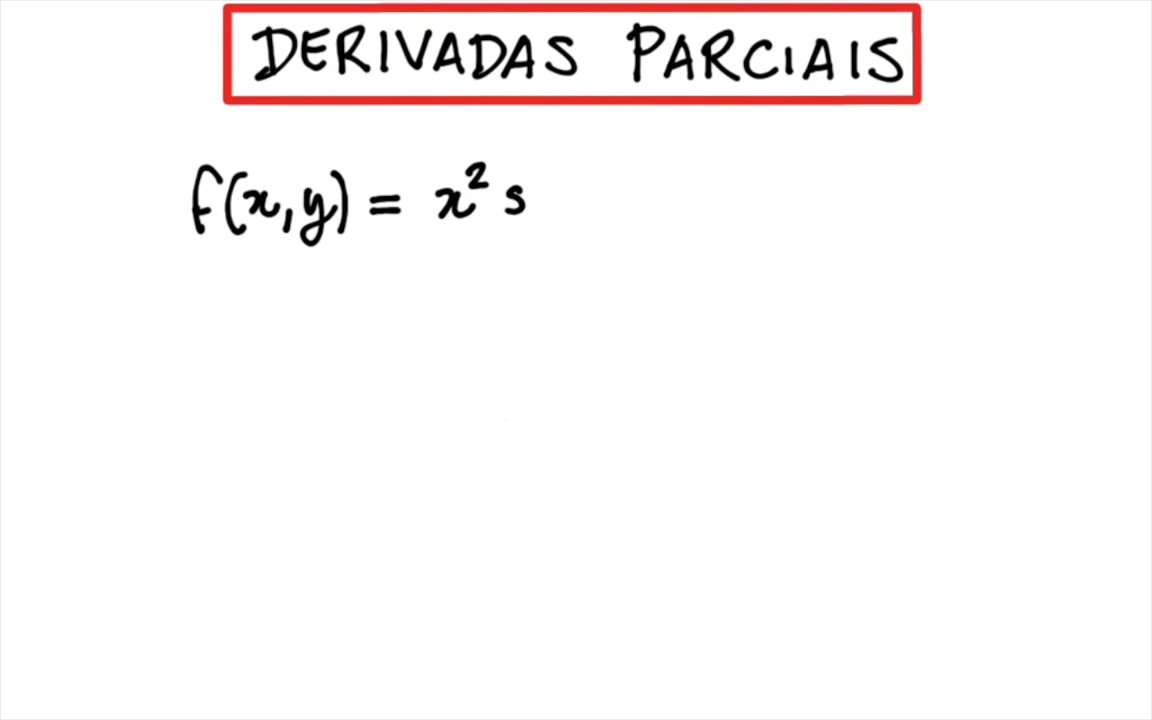 DERIVADAS PARCIAIS
f(x,y) = x² s